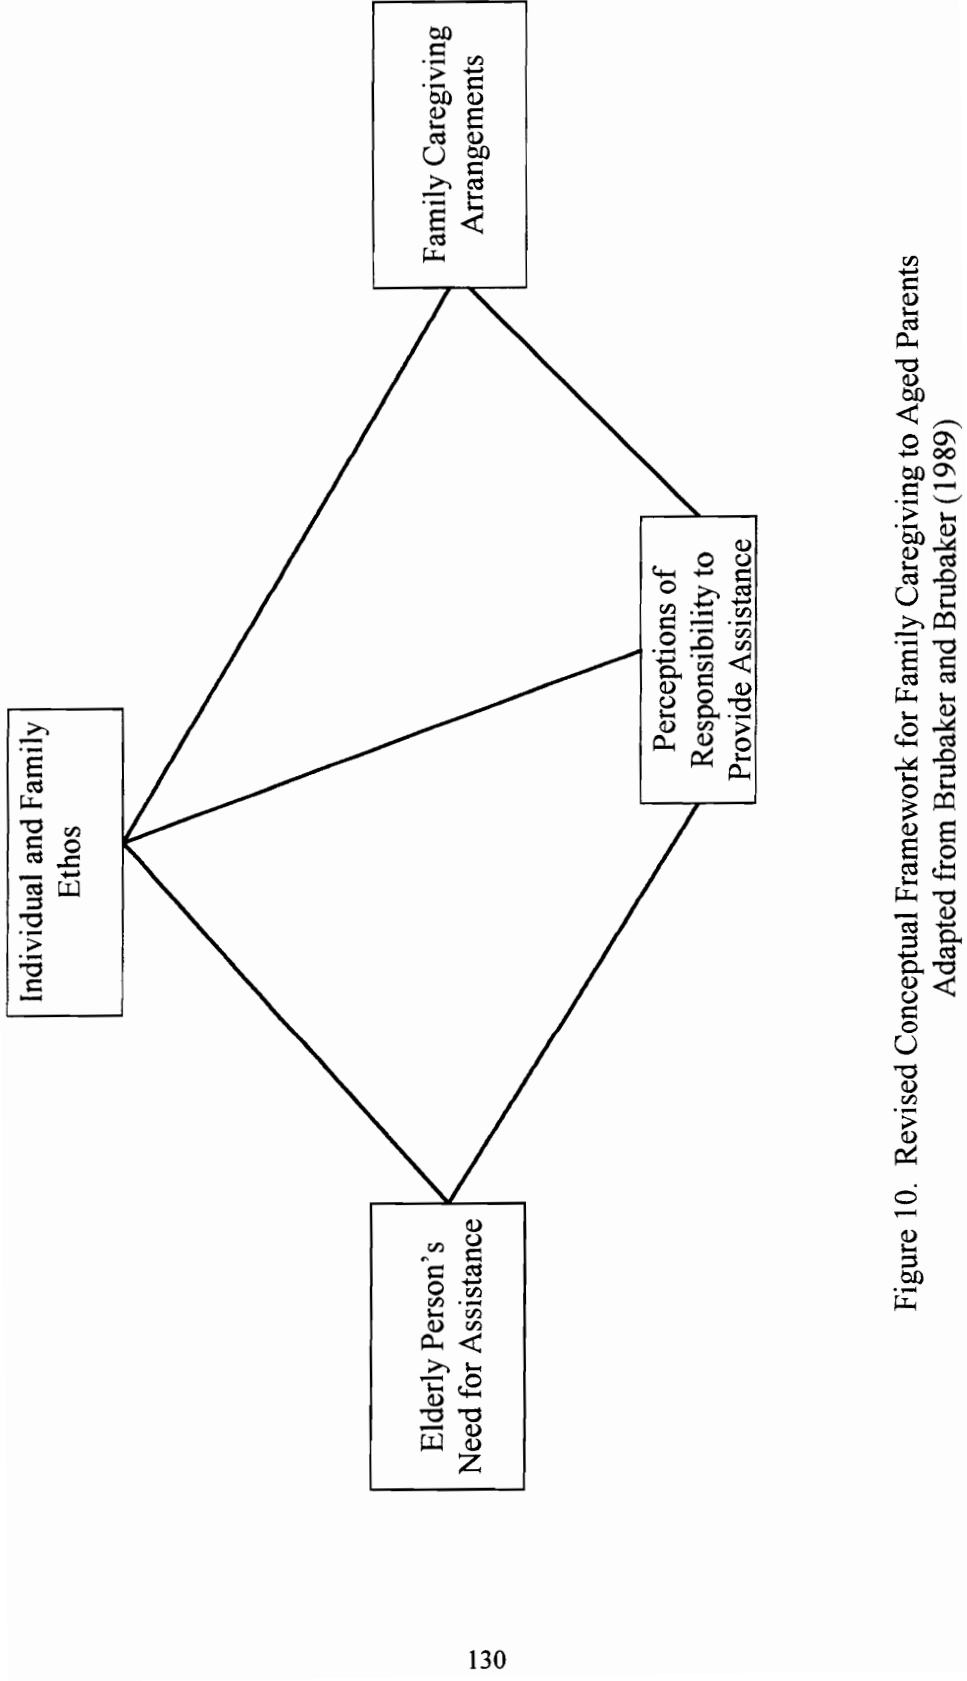 Individual and Family
Ethos
Elderly Person's
Need for Assistance
Family Caregiving
Arrangements
Perceptions of
Responsibility to
Provide Assistance
Figure 10. Revised Conceptual Framework for Family Caregiving to Aged Parents
Adapted from Brubaker and Brubaker (1989)
130